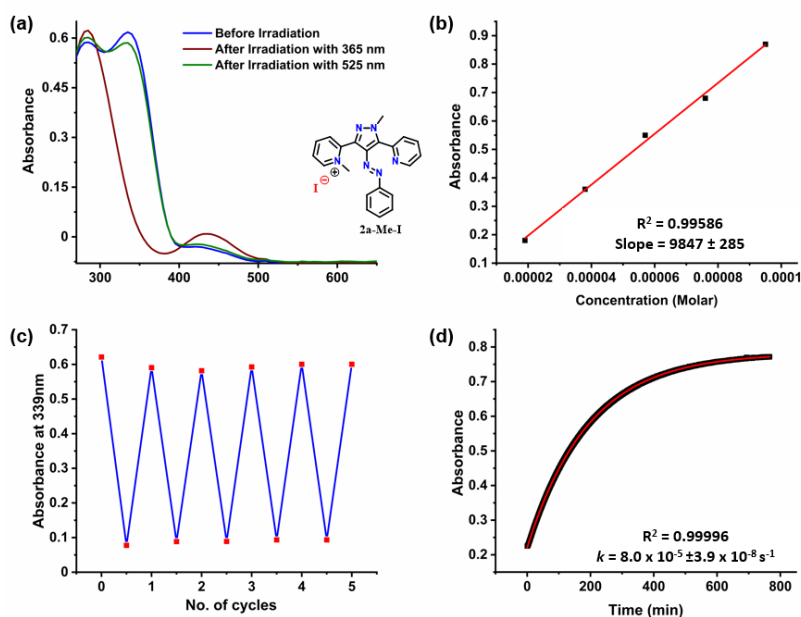 (a)
Before Irradiation
After Irradiation with 365 nm
After Irradiation with 525 nm
Absorbance
0.6
0.45
0.3
0.15
0
300
400
500
600
N
N
N
N
N
N
I
⊖
⊕
2a-Me-I
(b)
Absorbance
0.9
0.8
0.7
0.6
0.5
0.4
0.3
0.2
0.1
R² = 0.99586
Slope = 9847 ± 285
0.00002
0.00004
0.00006
0.00008
0.0001
Concentration (Molar)
(c)
Absorbance at 339nm
0.7
0.6
0.5
0.4
0.3
0.2
0.1
0.0
0
1
2
3
4
5
No. of cycles
(d)
Absorbance
0.8
0.7
0.6
0.5
0.4
0.3
0.2
R² = 0.99996
k = 8.0 x 10⁻⁵ ±3.9 x 10⁻⁸ s⁻¹
0
200
400
600
800
Time (min)